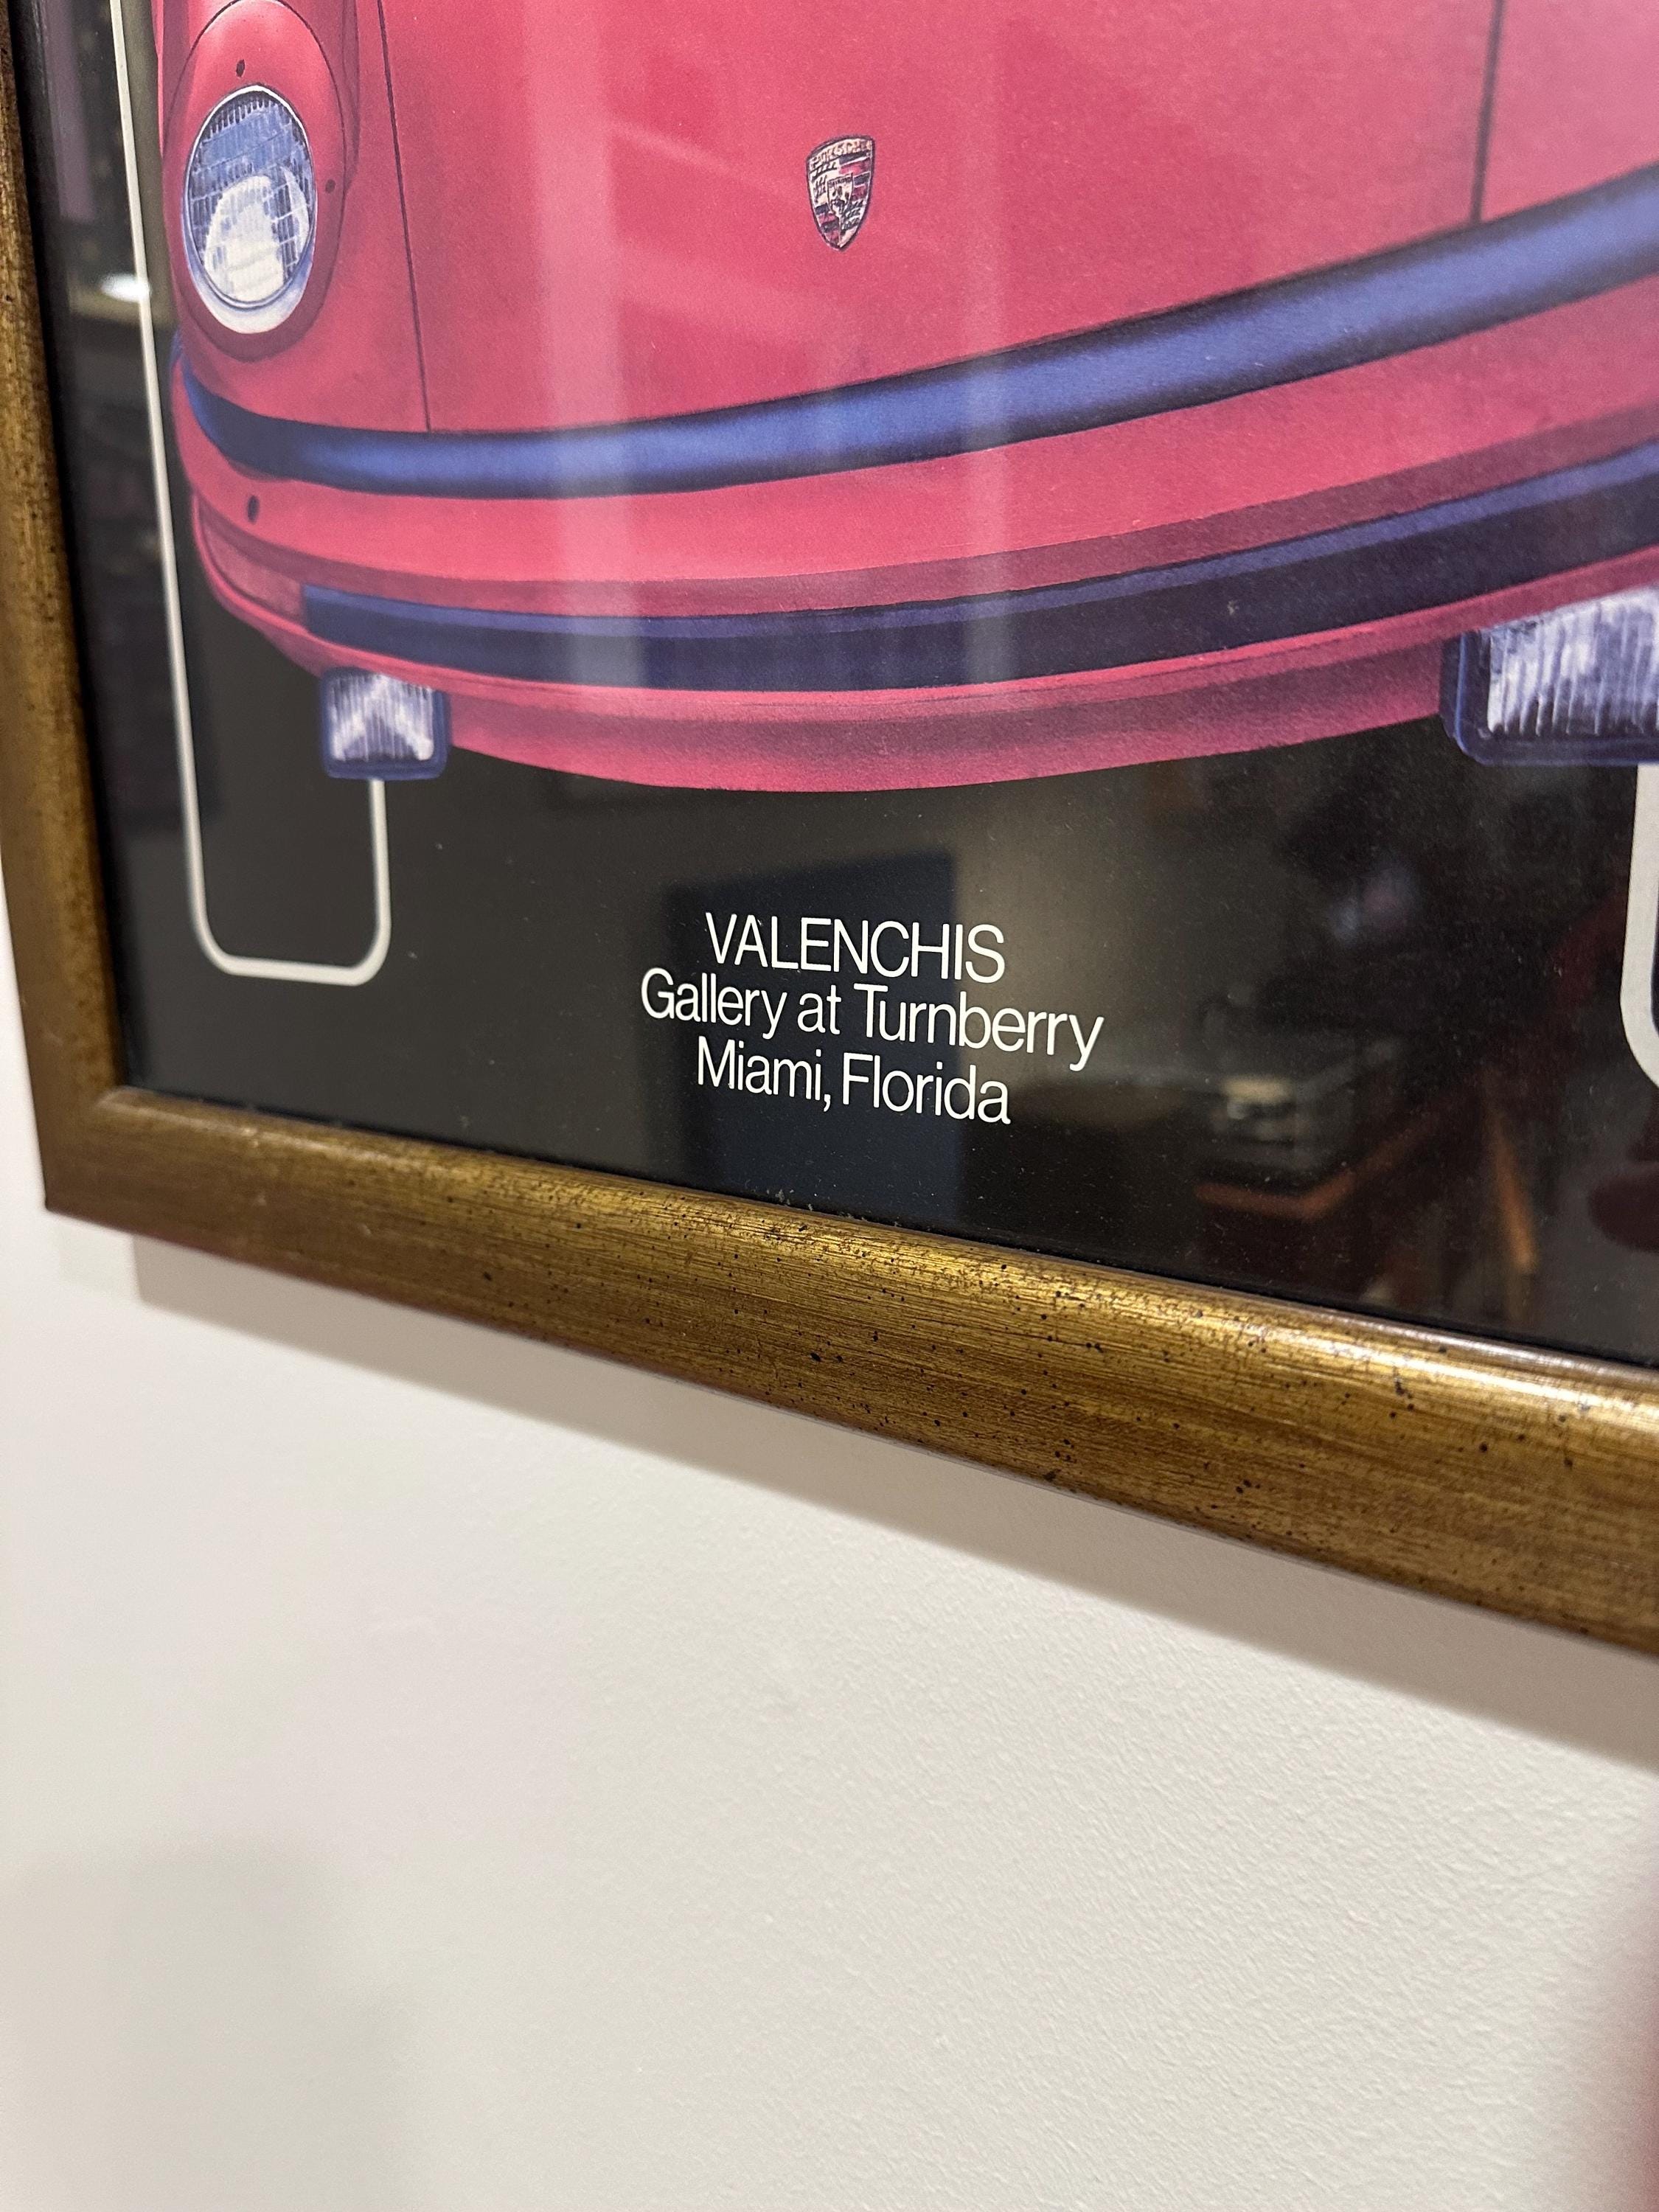 VALENCHIS
Gallery at Turnberry
Miami, Florida